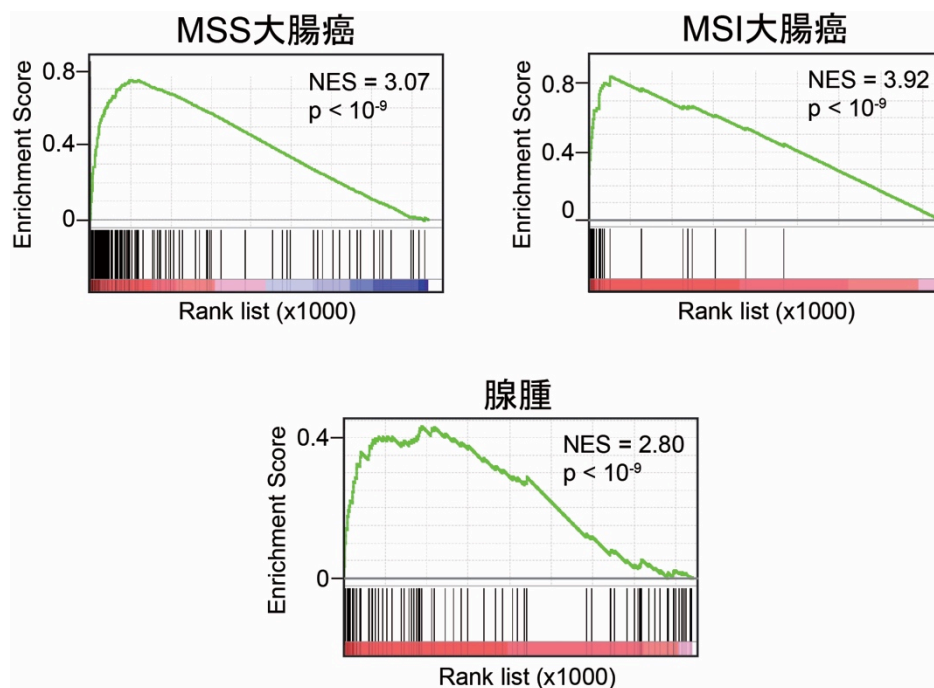 MSS大腸癌
Enrichment Score
0.8
0.4
0
NES = 3.07
p < 10⁻⁹
Rank list (x1000)
MSI大腸癌
Enrichment Score
0.8
0.4
0
NES = 3.92
p < 10⁻⁹
Rank list (x1000)
腺腫
Enrichment Score
0.4
0
NES = 2.80
p < 10⁻⁹
Rank list (x1000)